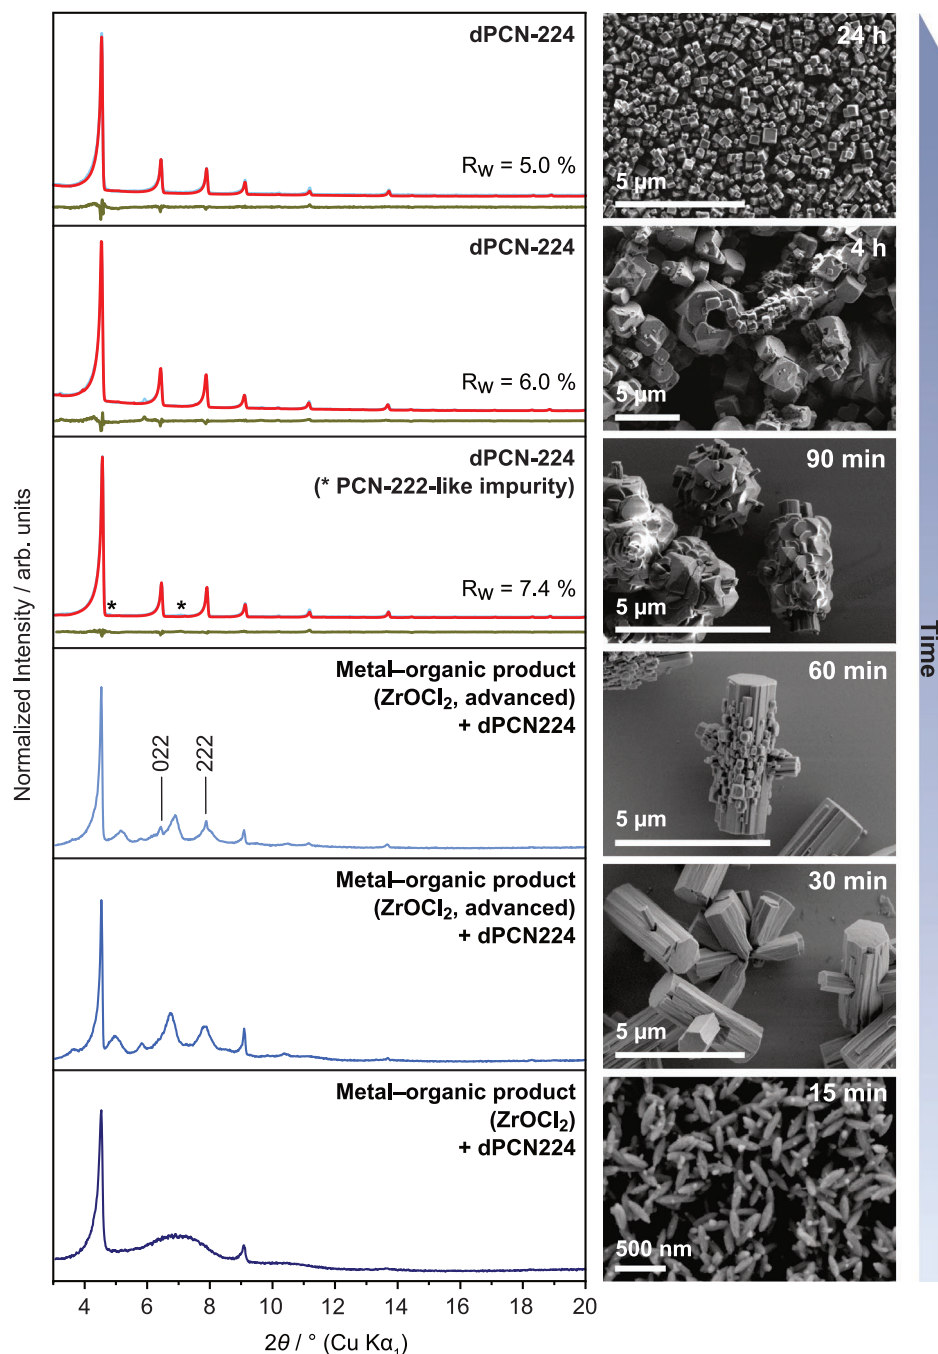 dPCN-224
R_W = 5.0 %
24 h
5 µm
dPCN-224
R_W = 6.0 %
4 h
5 µm
dPCN-224
(* PCN-222-like impurity)
* *
R_W = 7.4 %
90 min
5 µm
Metal–organic product
(ZrOCl₂, advanced)
+ dPCN224
022
222
60 min
5 µm
Metal–organic product
(ZrOCl₂, advanced)
+ dPCN224
30 min
5 µm
Metal–organic product
(ZrOCl₂)
+ dPCN224
15 min
500 nm
4 6 8 10 12 14 16 18 20
2θ / ° (Cu Kα₁)
Normalized Intensity / arb. units
Time